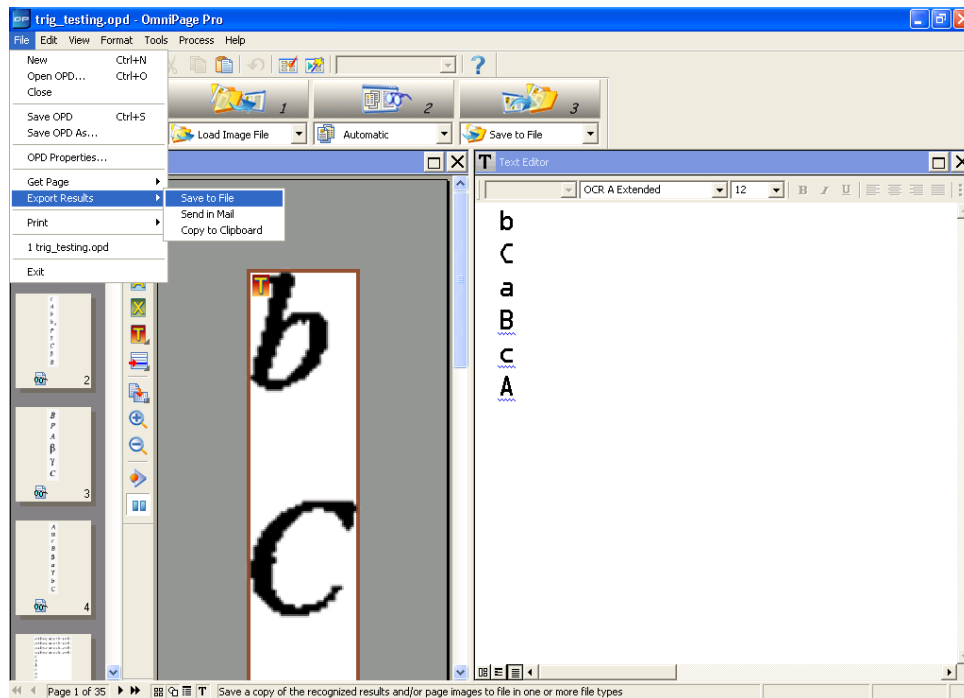 trig_testing.opd - OmniPage Pro
File Edit View Format Tools Process Help
New Ctrl+N
Open OPD... Ctrl+O
Close
Save OPD Ctrl+S
Save OPD As...
OPD Properties...
Get Page
Export Results
Print
1 trig_testing.opd
Exit
Save to File
Send in Mail
Copy to Clipboard
1
2
3
Load Image File
Automatic
Save to File
Text Editor
OCR A Extended 12 B I U
b
C
2
B
P
A
β
γ
C
3
4
b
C
a
B
c
A
Page 1 of 35
Save a copy of the recognized results and/or page images to file in one or more file types